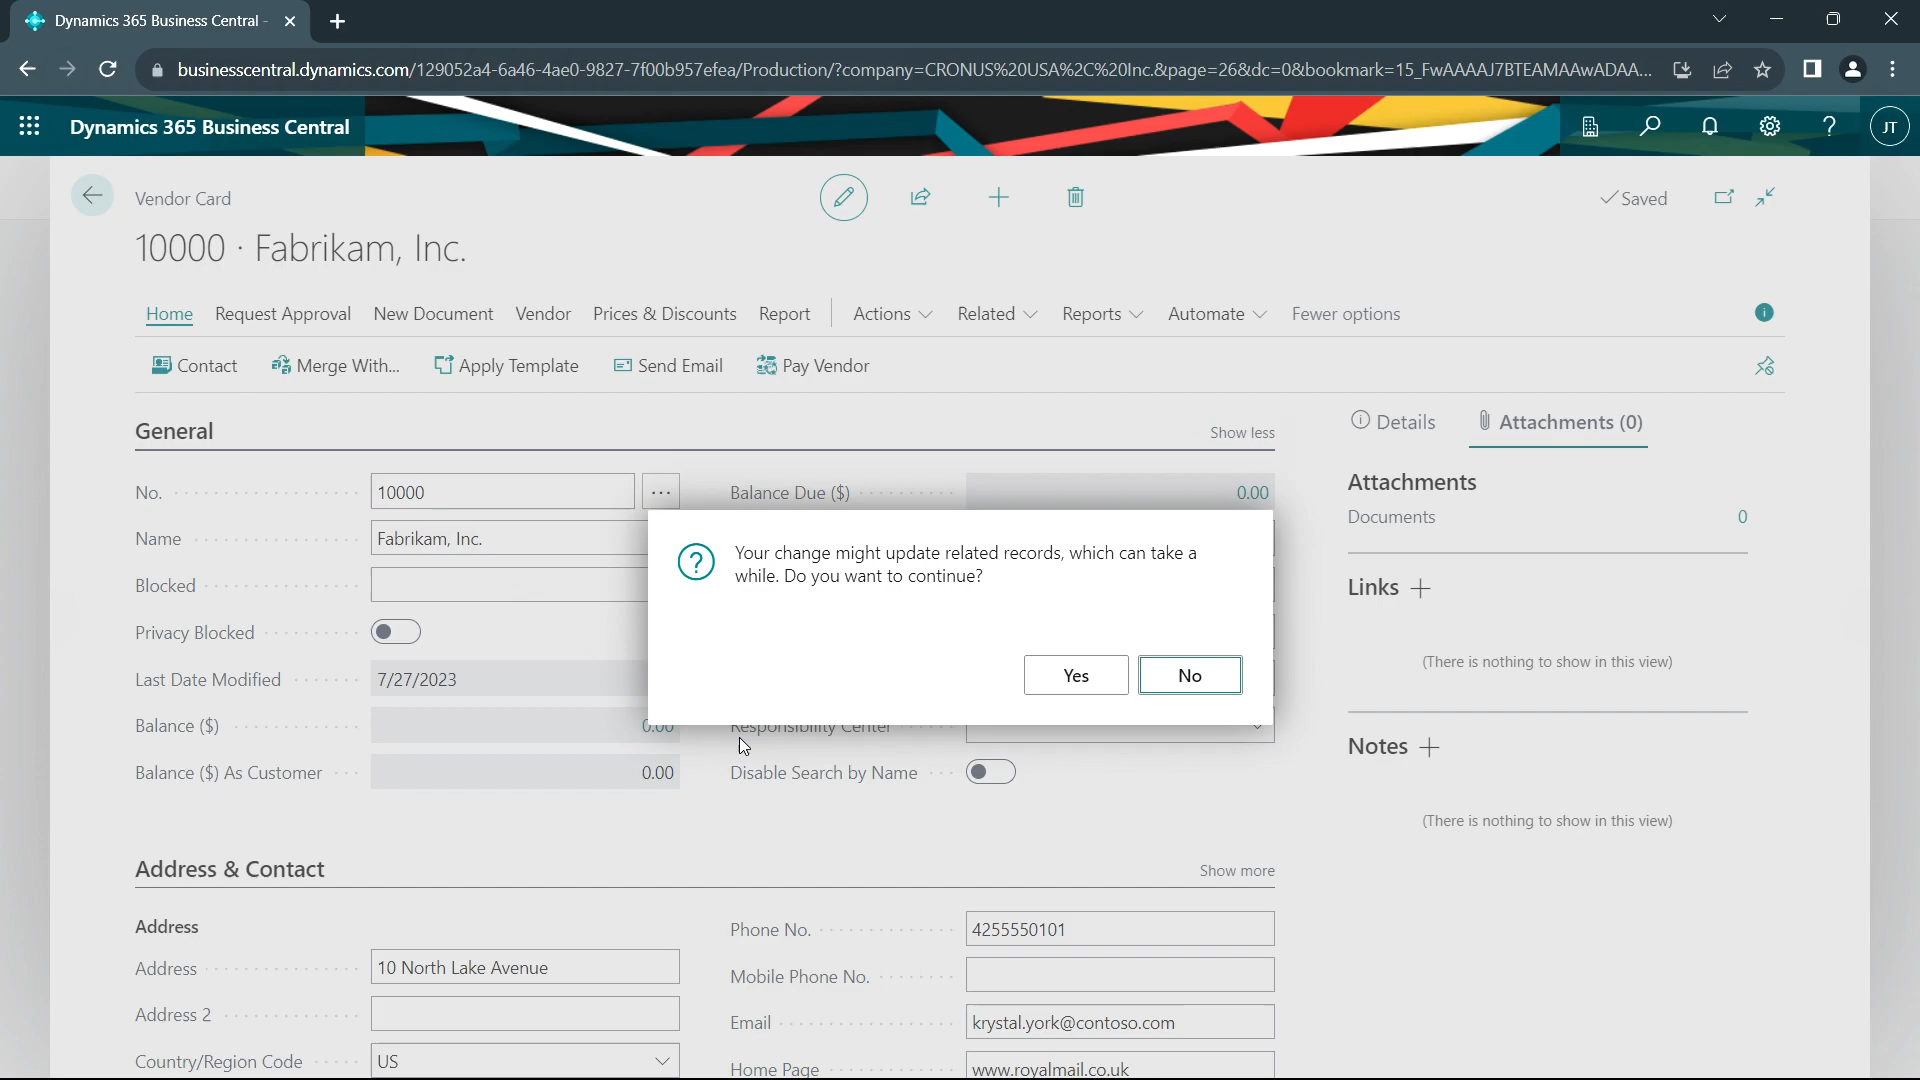 Dynamics 365 Business Central -
businesscentral.dynamics.com/129052a4-6a46-4ae0-9827-7f00b957efea/Production/?company=CRONUS%20USA%2C%20Inc.&page=26&dc=0&bookmark=15_FwAAAAJ7BTEAMAAwADAA...
Dynamics 365 Business Central
JT
Vendor Card
Saved
10000 · Fabrikam, Inc.
Home Request Approval New Document Vendor Prices & Discounts Report Actions Related Reports Automate Fewer options
Contact Merge With... Apply Template Send Email Pay Vendor
General Show less
Details Attachments (0)
No. 10000 ...
Balance Due ($) 0.00
Attachments
Documents 0
Name Fabrikam, Inc.
Your change might update related records, which can take a
while. Do you want to continue?
Blocked
Links
Privacy Blocked
(There is nothing to show in this view)
Last Date Modified 7/27/2023
Yes No
Balance ($) 0.00
Responsibility Center
Notes
Balance ($) As Customer 0.00
Disable Search by Name
(There is nothing to show in this view)
Address & Contact Show more
Address
Phone No. 4255550101
Address 10 North Lake Avenue
Mobile Phone No.
Address 2
Email krystal.york@contoso.com
Country/Region Code US
Home Page www.royalmail.co.uk